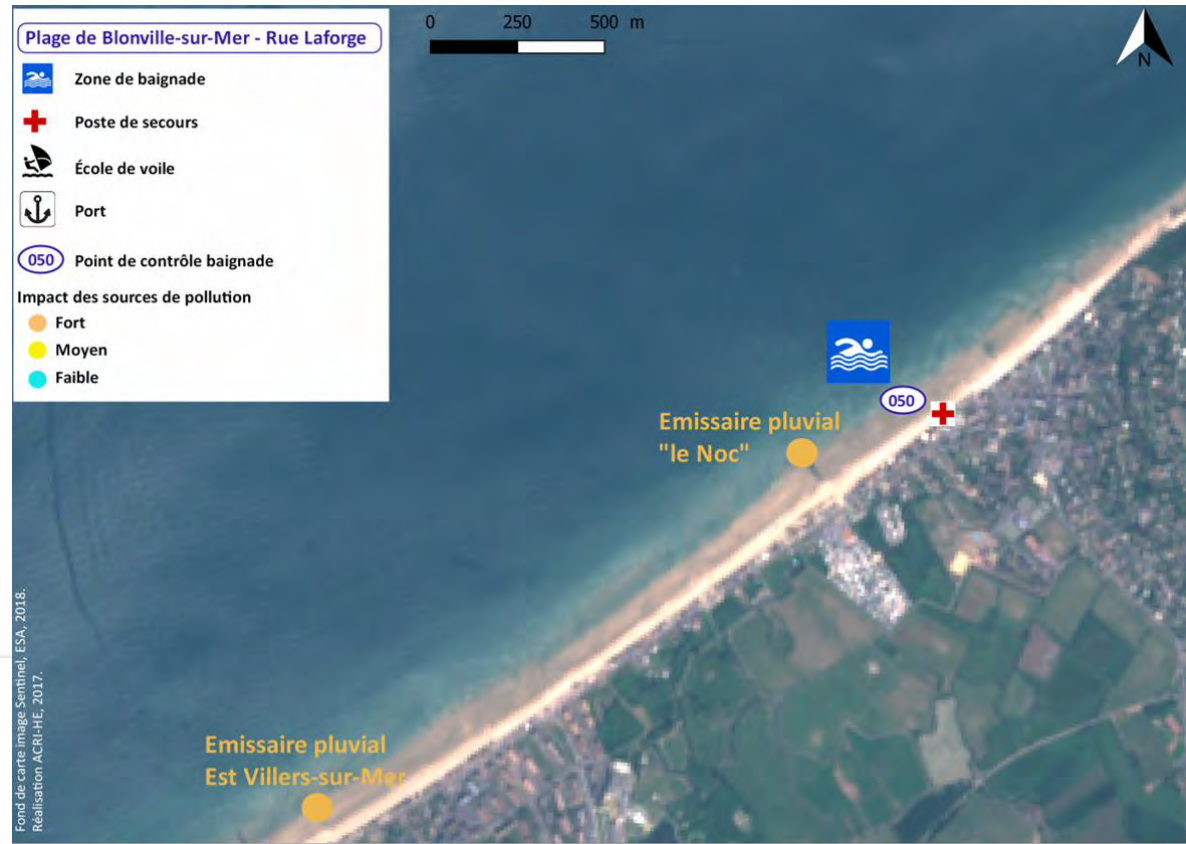 Plage de Blonville-sur-Mer - Rue Laforge
Zone de baignade
Poste de secours
École de voile
Port
050 Point de contrôle baignade
Impact des sources de pollution
Fort
Moyen
Faible
0 250 500 m
N
050
Emissaire pluvial
"le Noc"
Emissaire pluvial
Est Villers-sur-Mer
Fond de carte image Sentinel, ESA, 2018.
Réalisation ACRI-HE, 2017.